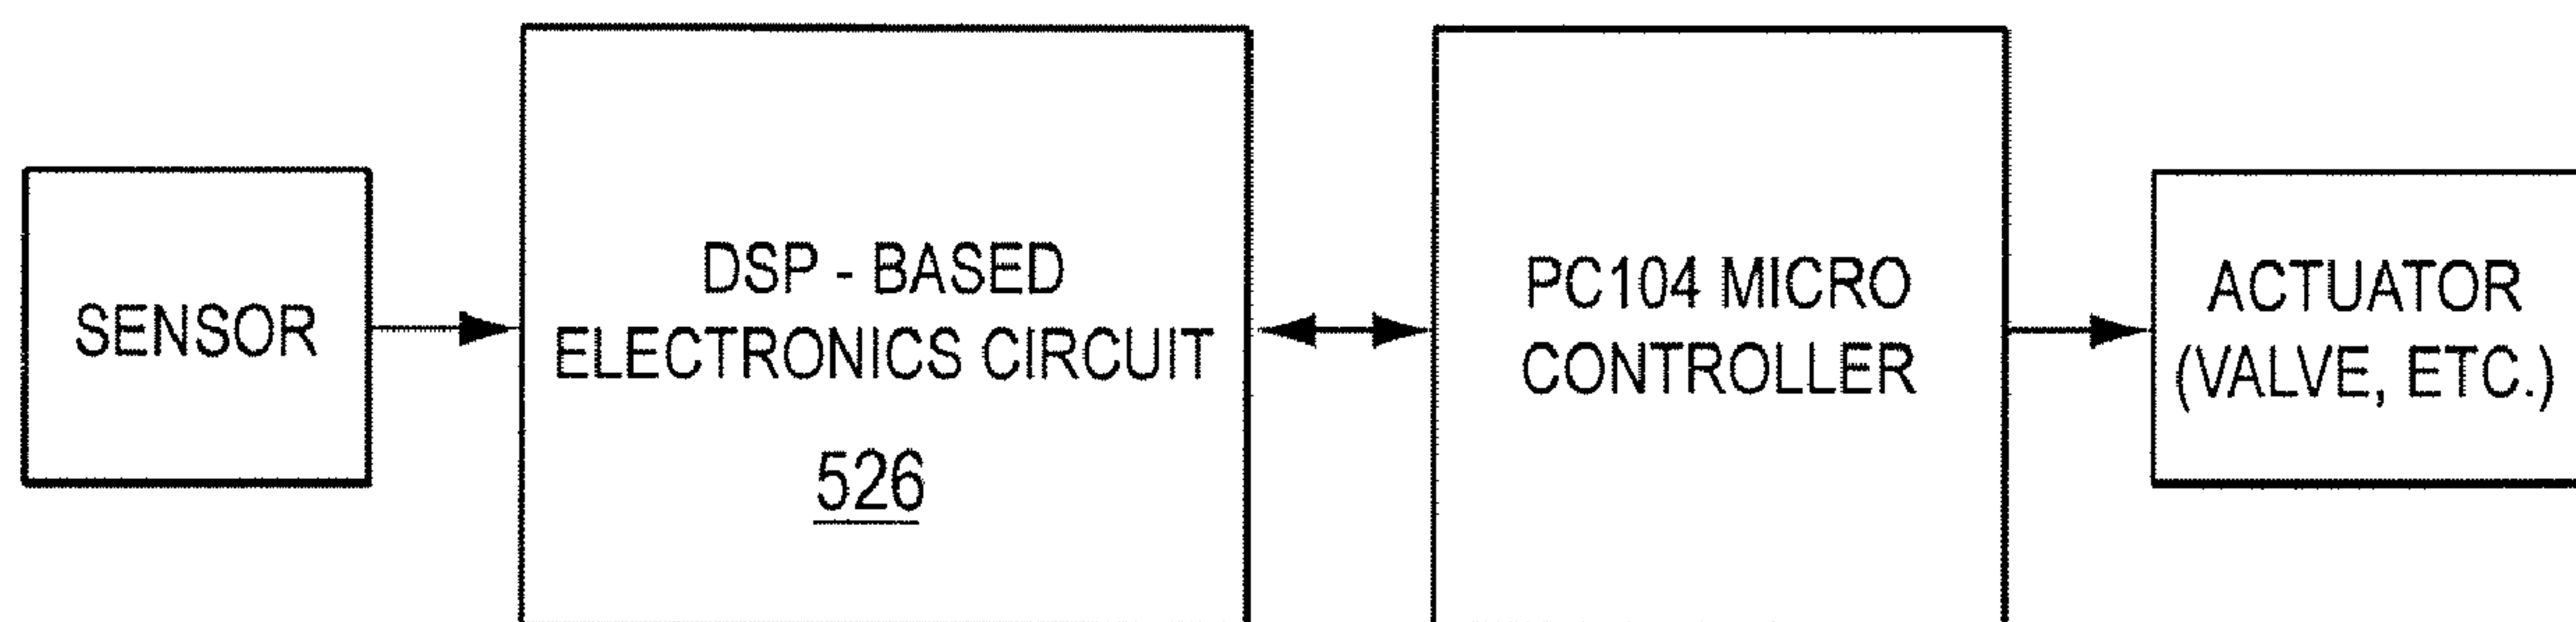 SENSOR
DSP - BASED
ELECTRONICS CIRCUIT
526
PC104 MICRO
CONTROLLER
ACTUATOR
(VALVE, ETC.)